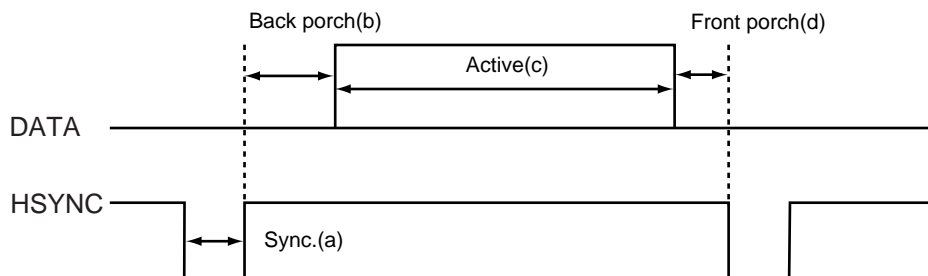 Back porch(b)
Front porch(d)
Active(c)
DATA
HSYNC
Sync.(a)